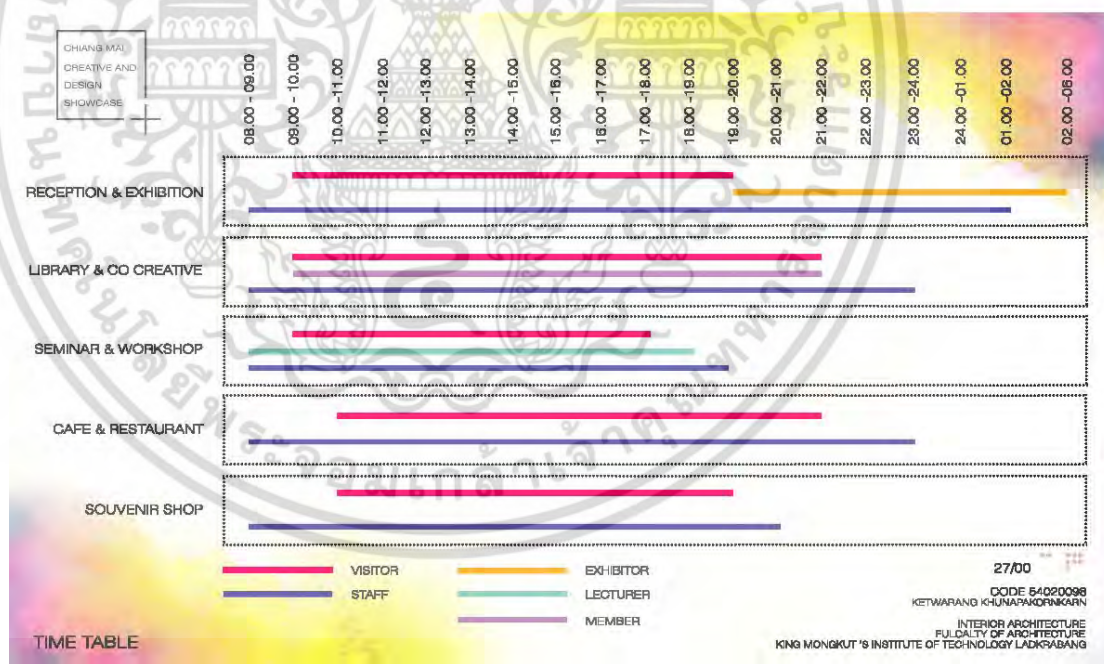 CHIANG MAI
CREATIVE AND
DESIGN
SHOWCASE
08.00 - 09.00
09.00 - 10.00
10.00 -11.00
11.00 -12.00
12.00 -13.00
13.00 -14.00
14.00 -15.00
15.00 -16.00
16.00 -17.00
17.00 -18.00
18.00 -19.00
19.00 -20.00
20.00 -21.00
21.00 -22.00
22.00 -23.00
23.00 -24.00
24.00 -01.00
01.00 -02.00
02.00 -06.00
RECEPTION & EXHIBITION
LIBRARY & CO CREATIVE
SEMINAR & WORKSHOP
CAFE & RESTAURANT
SOUVENIR SHOP
VISITOR
EXHIBITOR
STAFF
LECTURER
MEMBER
27/00
CODE 54020098
KETWARANG KHUNAPAKORNKARN
INTERIOR ARCHITECTURE
FULCALTY OF ARCHITECTURE
KING MONGKUT 'S INSTITUTE OF TECHNOLOGY LADKRABANG
TIME TABLE